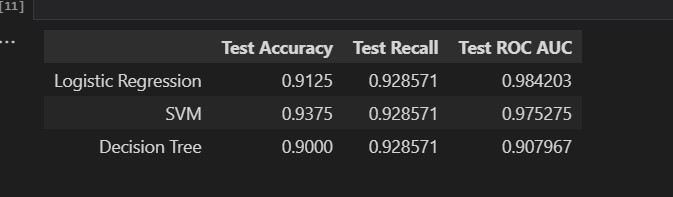 [11]
...
Test Accuracy Test Recall Test ROC AUC
Logistic Regression 0.9125 0.928571 0.984203
SVM 0.9375 0.928571 0.975275
Decision Tree 0.9000 0.928571 0.907967